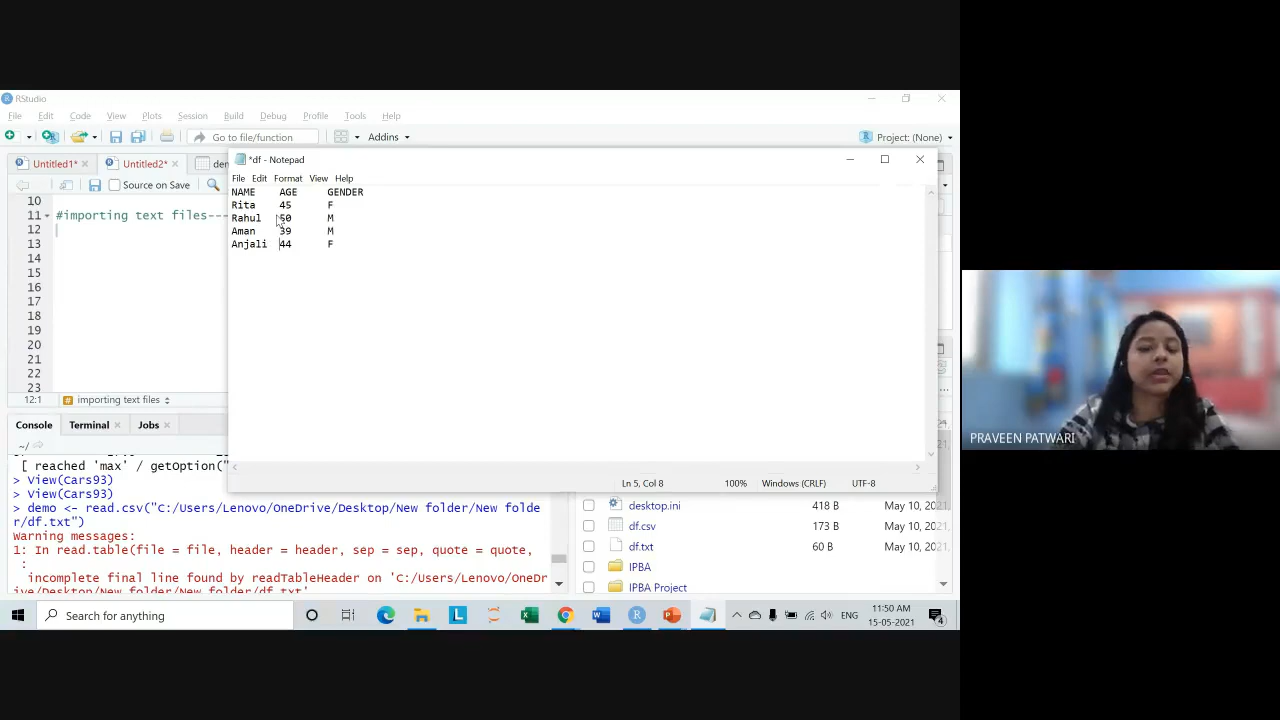 RStudio
File Edit Code View Plots Session Build Debug Profile Tools Help
Go to file/function Addins Project: (None)
Untitled1* Untitled2*
Source on Save
10
11 #importing text files---
12
13
14
15
16
17
18
19
20
21
22
23
12:1 importing text files
*df - Notepad
File Edit Format View Help
NAME AGE GENDER
Rita 45 F
Rahul 50 M
Aman 39 M
Anjali 44 F
Ln 5, Col 8 100% Windows (CRLF) UTF-8
Console Terminal Jobs
~/
[ reached 'max' / getOption("
> View(Cars93)
> View(Cars93)
> demo <- read.csv("C:/Users/Lenovo/OneDrive/Desktop/New folder/New folde
r/df.txt")
Warning messages:
1: In read.table(file = file, header = header, sep = sep, quote = quote,
:
incomplete final line found by readTableHeader on 'C:/Users/Lenovo/OneDr
ive/Desktop/New folder/New folder/df.txt'
desktop.ini 418 B May 10, 2021,
df.csv 173 B May 10, 2021,
df.txt 60 B May 10, 2021,
IPBA
IPBA Project
PRAVEEN PATWARI
Search for anything
ENG
11:50 AM
15-05-2021
4